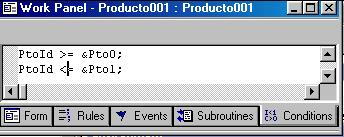 Work Panel - Producto001 : Producto001
PtoId >= &Pto0;
PtoId <= &Pto1;
Form Rules Events Subroutines Conditions